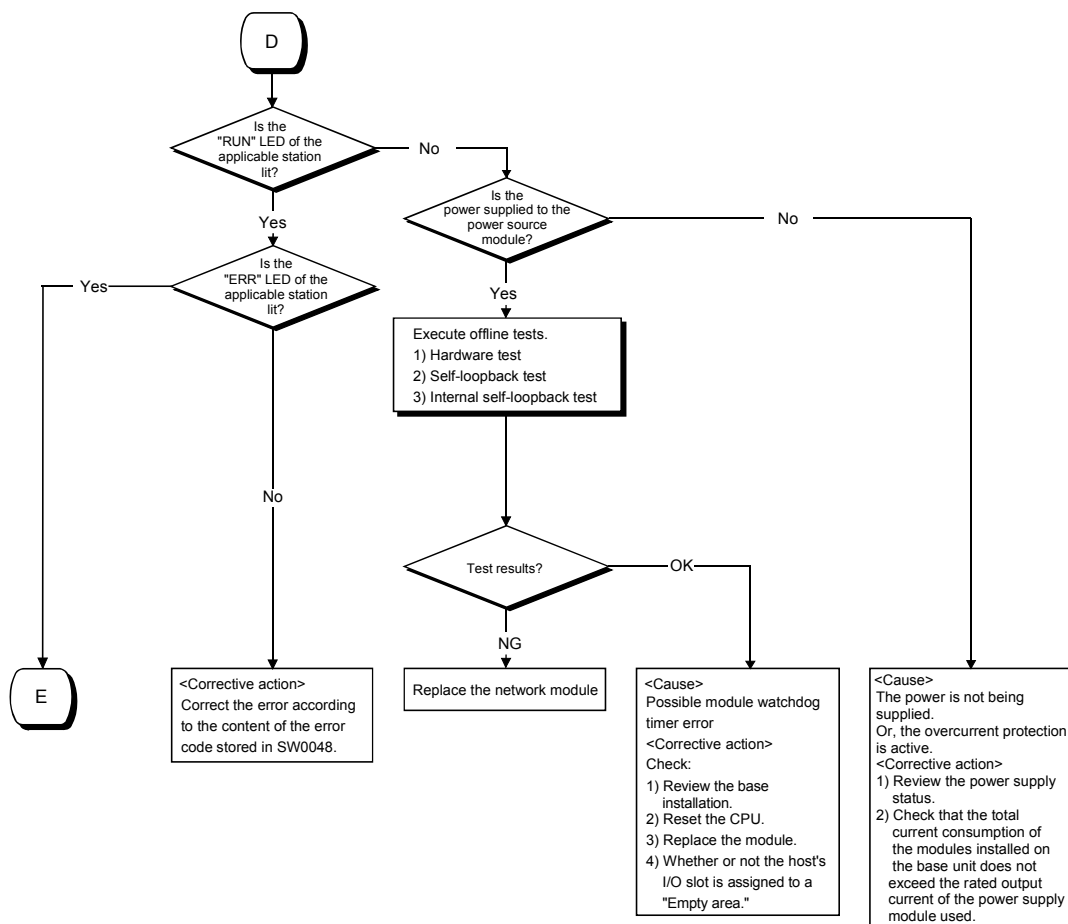 D
Is the
"RUN" LED of the
applicable station
lit?
No
Yes
Is the
power supplied to the
power source
module?
No
Yes
Is the
"ERR" LED of the
applicable station
lit?
Yes
No
Execute offline tests.
1) Hardware test
2) Self-loopback test
3) Internal self-loopback test
Test results?
OK
NG
E
<Corrective action>
Correct the error according
to the content of the error
code stored in SW0048.
Replace the network module
<Cause>
Possible module watchdog
timer error
<Corrective action>
Check:
1) Review the base
installation.
2) Reset the CPU.
3) Replace the module.
4) Whether or not the host's
I/O slot is assigned to a
"Empty area."
<Cause>
The power is not being
supplied.
Or, the overcurrent protection
is active.
<Corrective action>
1) Review the power supply
status.
2) Check that the total
current consumption of
the modules installed on
the base unit does not
exceed the rated output
current of the power supply
module used.